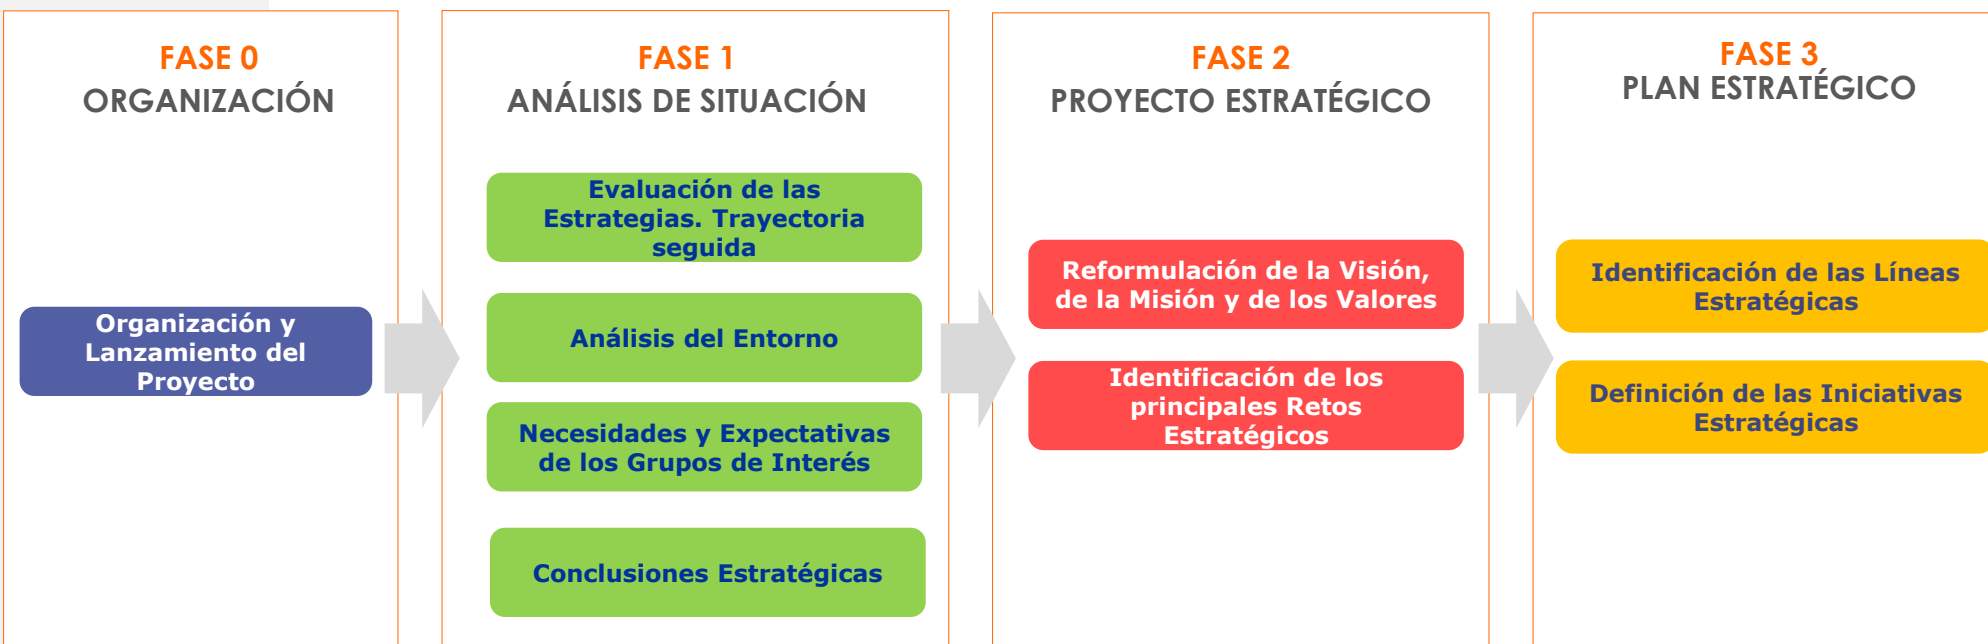 FASE 0
ORGANIZACIÓN
Organización y
Lanzamiento del
Proyecto
FASE 1
ANÁLISIS DE SITUACIÓN
Evaluación de las
Estrategias. Trayectoria
seguida
Análisis del Entorno
Necesidades y Expectativas
de los Grupos de Interés
Conclusiones Estratégicas
FASE 2
PROYECTO ESTRATÉGICO
Reformulación de la Visión,
de la Misión y de los Valores
Identificación de los
principales Retos
Estratégicos
FASE 3
PLAN ESTRATÉGICO
Identificación de las Líneas
Estratégicas
Definición de las Iniciativas
Estratégicas